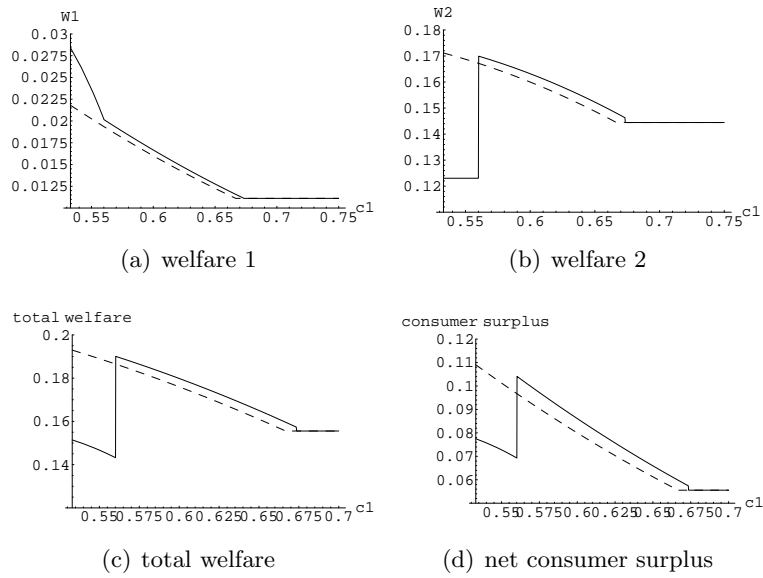 W1
0.03
0.0275
0.025
0.0225
0.02
0.0175
0.015
0.0125
0.55 0.6 0.65 0.7 0.75 c1
(a) welfare 1
W2
0.18
0.17
0.16
0.15
0.14
0.13
0.12
0.55 0.6 0.65 0.7 0.75 c1
(b) welfare 2
total welfare
0.2
0.18
0.16
0.14
0.55 0.575 0.6 0.625 0.65 0.675 0.7 c1
(c) total welfare
consumer surplus
0.12
0.11
0.1
0.09
0.08
0.07
0.06
0.55 0.575 0.60 0.625 0.65 0.675 0.7 c1
(d) net consumer surplus